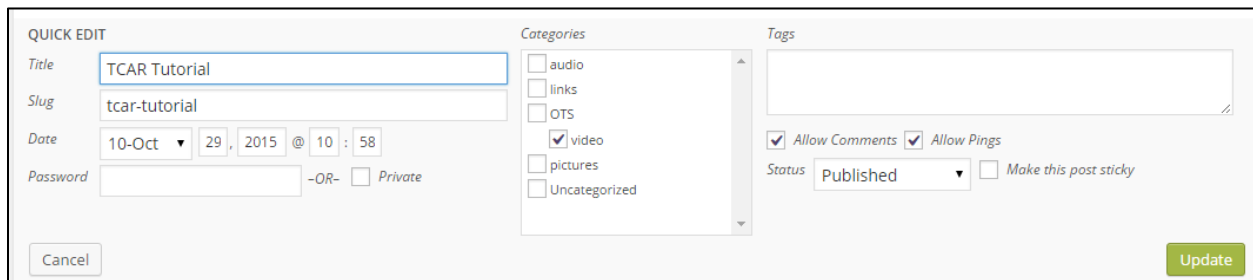 QUICK EDIT
Title TCAR Tutorial
Slug tcar-tutorial
Date 10-Oct 29 , 2015 @ 10 : 58
Password –OR– Private
Categories
audio
links
OTS
video
pictures
Uncategorized
Tags
Allow Comments Allow Pings
Status Published Make this post sticky
Cancel Update